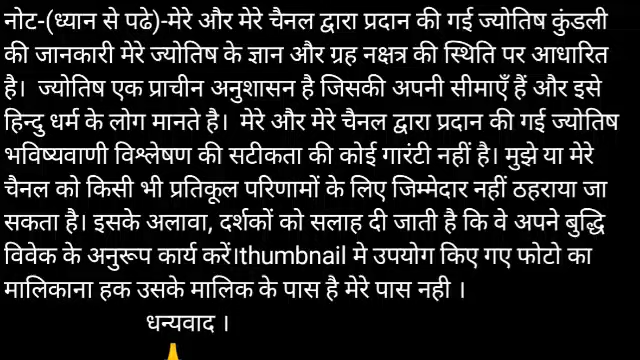 नोट-(ध्यान से पढे)-मेरे और मेरे चैनल द्वारा प्रदान की गई ज्योतिष कुंडली
की जानकारी मेरे ज्योतिष के ज्ञान और ग्रह नक्षत्र की स्थिति पर आधारित
है। ज्योतिष एक प्राचीन अनुशासन है जिसकी अपनी सीमाएँ हैं और इसे
हिन्दु धर्म के लोग मानते है। मेरे और मेरे चैनल द्वारा प्रदान की गई ज्योतिष
भविष्यवाणी विश्लेषण की सटीकता की कोई गारंटी नहीं है। मुझे या मेरे
चैनल को किसी भी प्रतिकूल परिणामों के लिए जिम्मेदार नहीं ठहराया जा
सकता है। इसके अलावा, दर्शकों को सलाह दी जाती है कि वे अपने बुद्धि
विवेक के अनुरूप कार्य करें।thumbnail मे उपयोग किए गए फोटो का
मालिकाना हक उसके मालिक के पास है मेरे पास नही ।
धन्यवाद ।